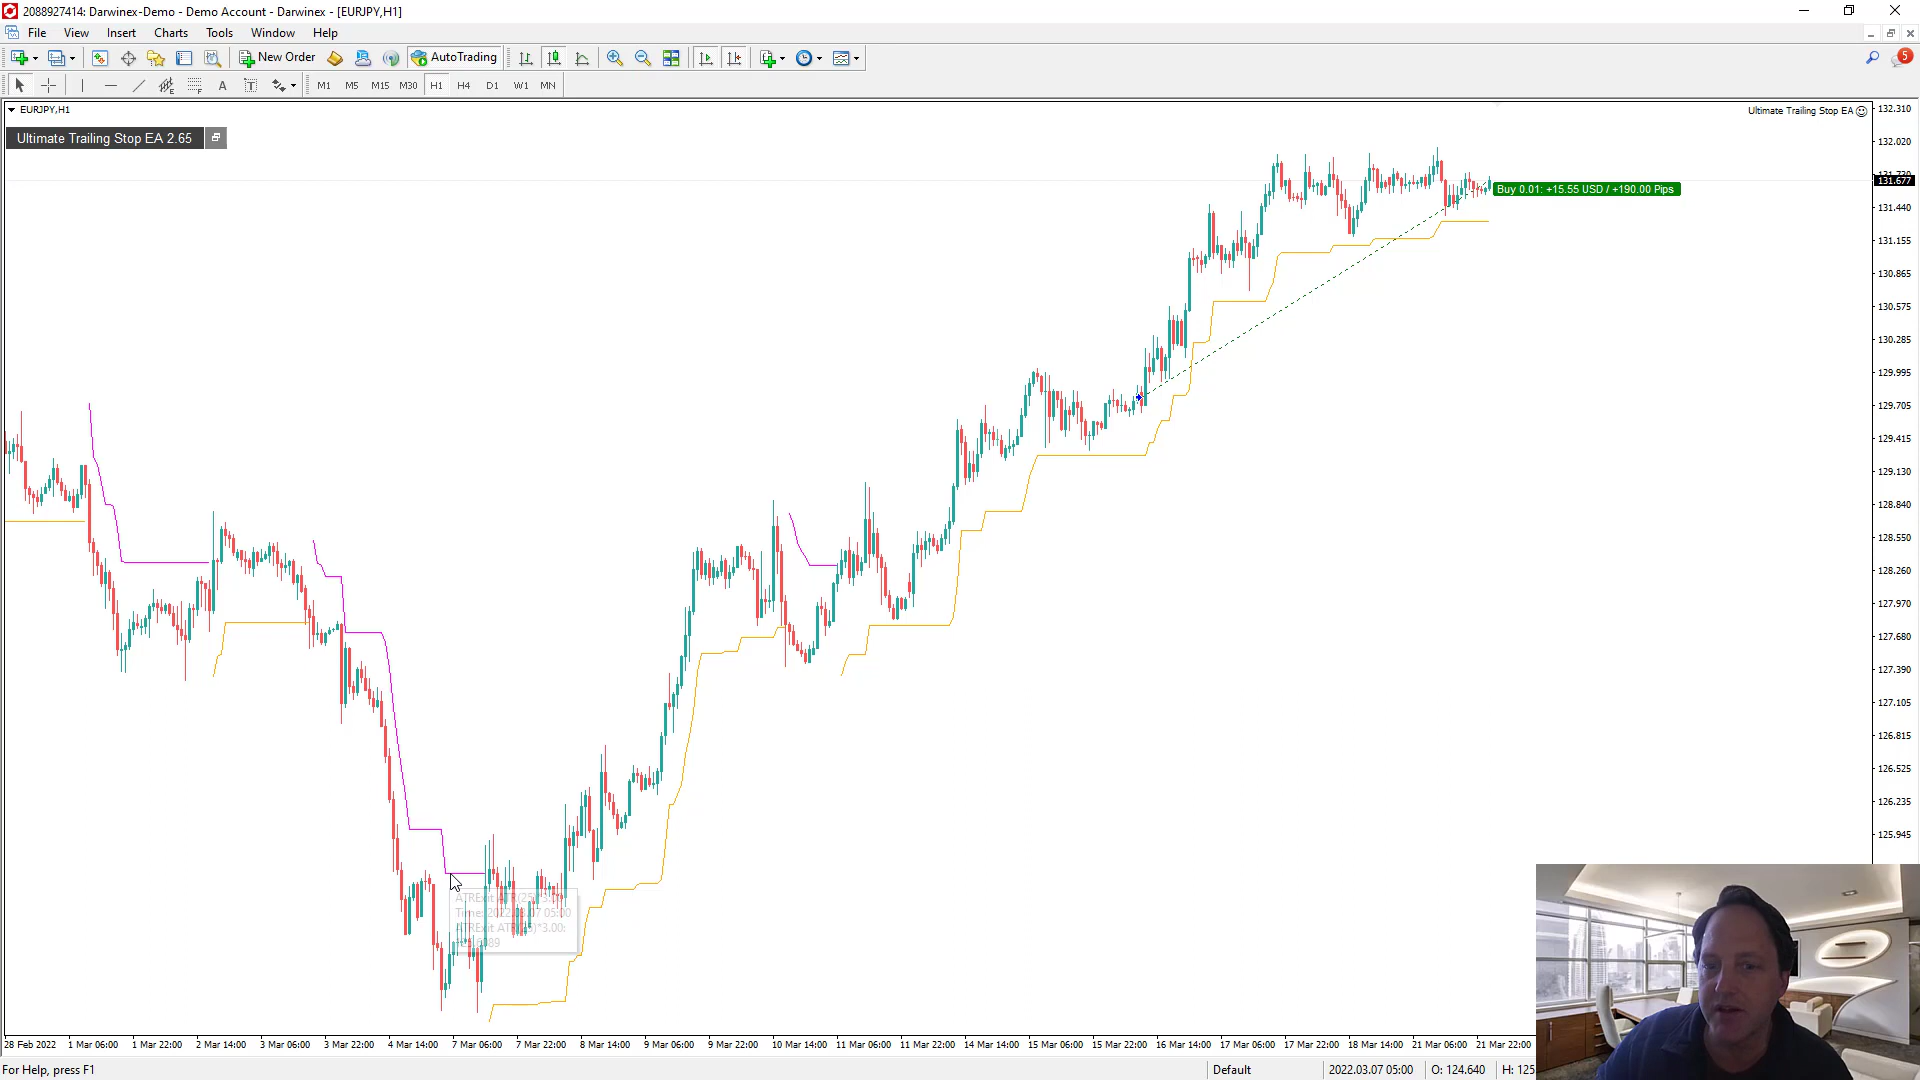 2088927414: Darwinex-Demo - Demo Account - Darwinex - [EURJPY,H1]
File View Insert Charts Tools Window Help
New Order AutoTrading 5
A T M1 M5 M15 M30 H1 H4 D1 W1 MN
EURJPY,H1
Ultimate Trailing Stop EA
Ultimate Trailing Stop EA 2.65
132.310
132.020
131.677
Buy 0.01: +15.55 USD / +190.00 Pips
131.440
131.155
130.865
130.575
130.285
129.995
129.705
129.415
129.130
128.840
128.550
128.260
127.970
127.680
127.390
127.105
126.815
126.525
126.235
125.945
Time: 2022.03.07 05:00
28 Feb 2022 1 Mar 06:00 1 Mar 22:00 2 Mar 14:00 3 Mar 06:00 3 Mar 22:00 4 Mar 14:00 7 Mar 06:00 7 Mar 22:00 8 Mar 14:00 9 Mar 06:00 9 Mar 22:00 10 Mar 14:00 11 Mar 06:00 11 Mar 22:00 14 Mar 14:00 15 Mar 06:00 15 Mar 22:00 16 Mar 14:00 17 Mar 06:00 17 Mar 22:00 18 Mar 14:00 21 Mar 06:00 21 Mar 22:00
For Help, press F1
Default 2022.03.07 05:00 O: 124.640 H: 125